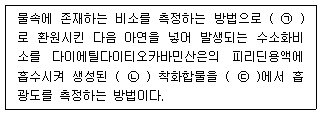 물속에 존재하는 비소를 측정하는 방법으로 ( ㉠ )
로 환원시킨 다음 아연을 넣어 발생되는 수소화비
소를 다이에틸다이티오카바민산은의 피리딘용액에
흡수시켜 생성된 ( ㉡ ) 착화합물을 ( ㉢ )에서 흡
광도를 측정하는 방법이다.